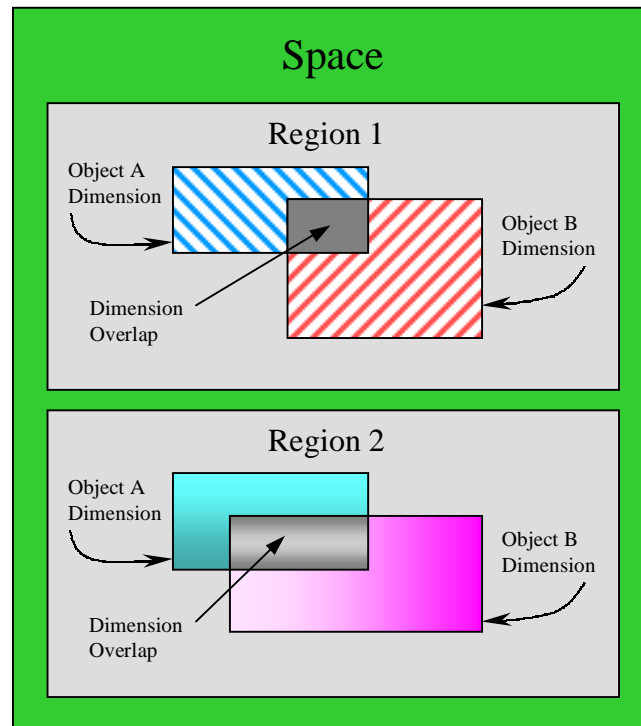 Space
Region 1
Object A
Dimension
Object B
Dimension
Dimension
Overlap
Region 2
Object A
Dimension
Object B
Dimension
Dimension
Overlap